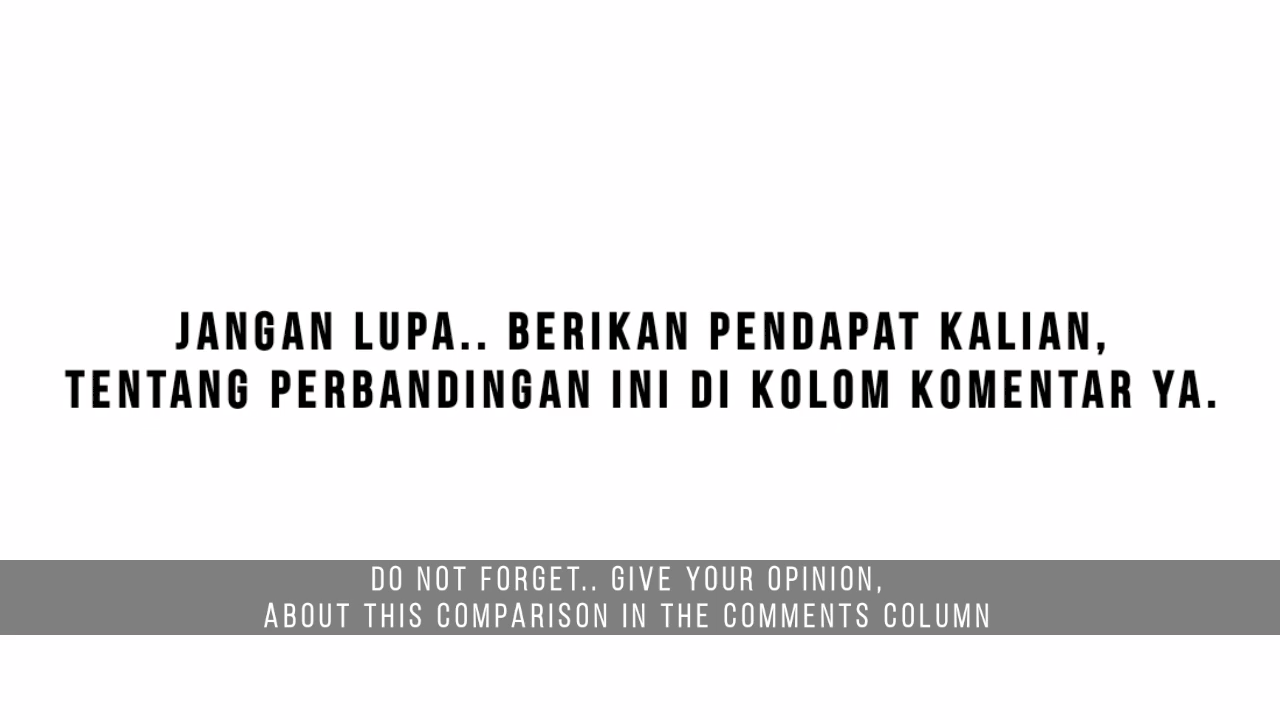 JANGAN LUPA.. BERIKAN PENDAPAT KALIAN,
TENTANG PERBANDINGAN INI DI KOLOM KOMENTAR YA.
DO NOT FORGET.. GIVE YOUR OPINION,
ABOUT THIS COMPARISON IN THE COMMENTS COLUMN